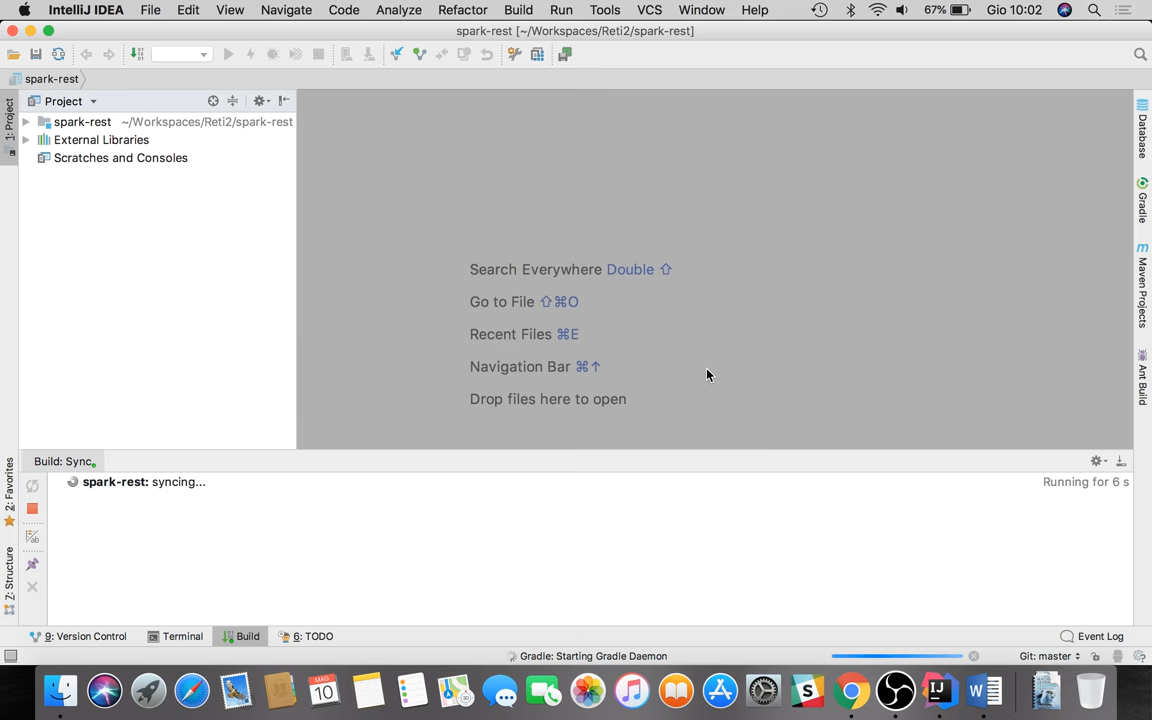 IntelliJ IDEA File Edit View Navigate Code Analyze Refactor Build Run Tools VCS Window Help 67% Gio 10:02
spark-rest [~/Workspaces/Reti2/spark-rest]
spark-rest
Project
spark-rest ~/Workspaces/Reti2/spark-rest
External Libraries
Scratches and Consoles
1: Project
2: Favorites
Z: Structure
Search Everywhere Double ⇧
Go to File ⇧⌘O
Recent Files ⌘E
Navigation Bar ⌘↑
Drop files here to open
Database
Gradle
Maven Projects
Ant Build
Build: Sync
spark-rest: syncing... Running for 6 s
9: Version Control Terminal Build 6: TODO Event Log
Gradle: Starting Gradle Daemon Git: master
MAG
10